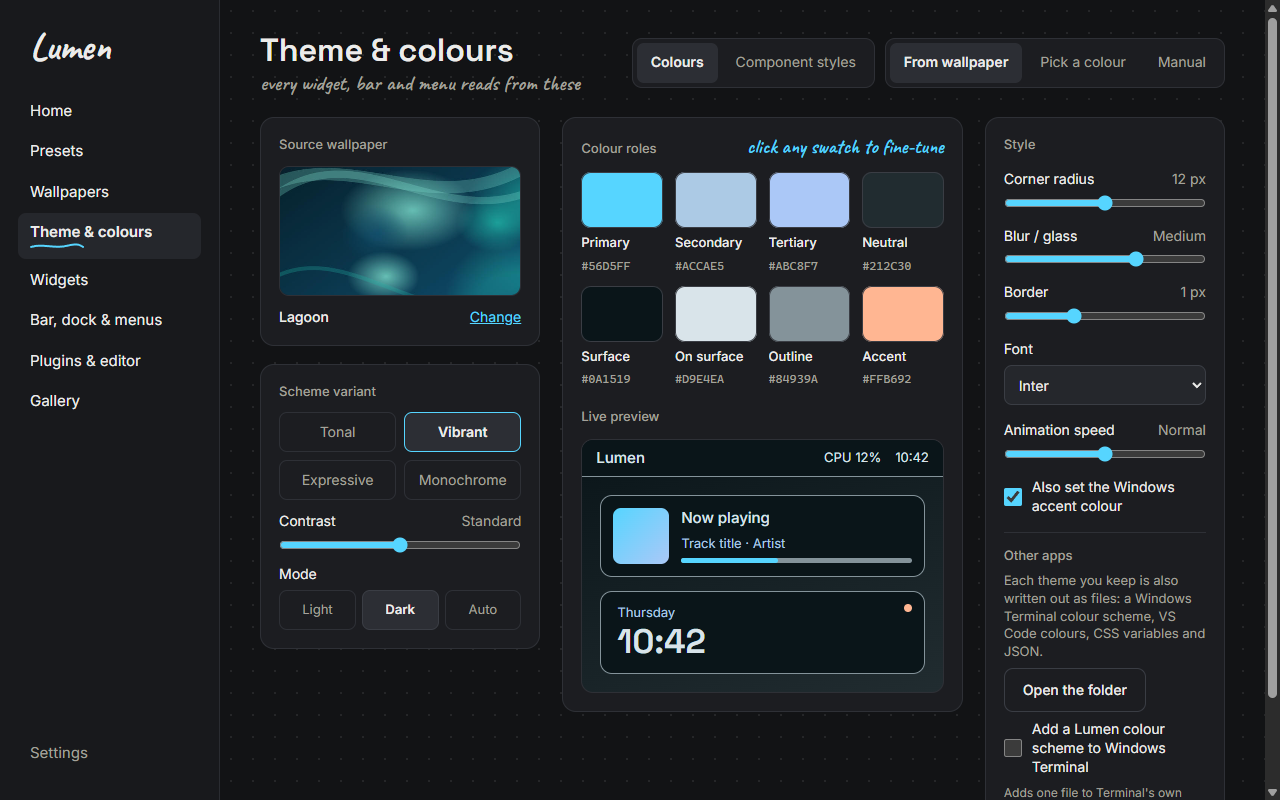 Lumen
Home
Presets
Wallpapers
Theme & colours
Widgets
Bar, dock & menus
Plugins & editor
Gallery
Settings
Theme & colours
every widget, bar and menu reads from these
Colours
Component styles
From wallpaper
Pick a colour
Manual
Source wallpaper
Lagoon
Change
Scheme variant
Tonal
Vibrant
Expressive
Monochrome
Contrast
Standard
Mode
Light
Dark
Auto
Colour roles
click any swatch to fine-tune
Primary
Secondary
Tertiary
Neutral
#56D5FF
#ACCAE5
#ABC8F7
#212C30
Surface
On surface
Outline
Accent
#0A1519
#D9E4EA
#84939A
#FFB692
Live preview
Lumen
CPU 12%
10:42
Now playing
Track title · Artist
Thursday
10:42
Style
Corner radius
12 px
Blur / glass
Medium
Border
1 px
Font
Inter
Animation speed
Normal
Also set the Windows
accent colour
Other apps
Each theme you keep is also
written out as files: a Windows
Terminal colour scheme, VS
Code colours, CSS variables and
JSON.
Open the folder
Add a Lumen colour
scheme to Windows
Terminal
Adds one file to Terminal's own